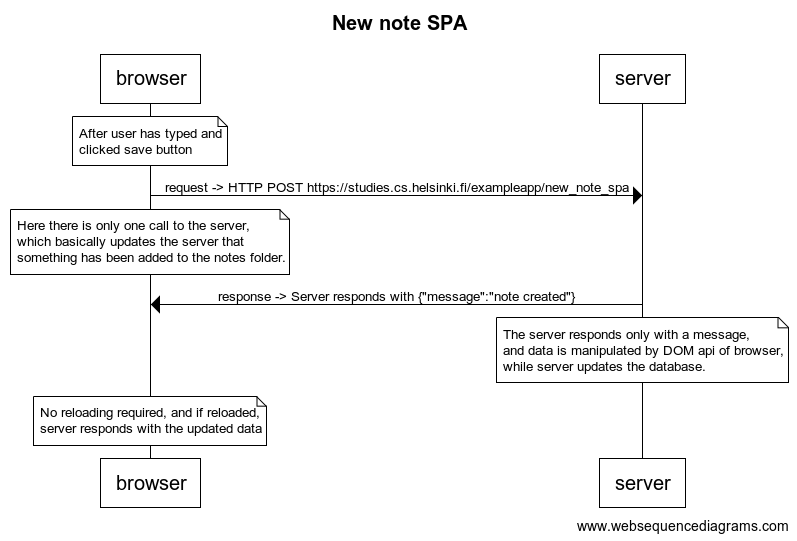 New note SPA
browser
server
After user has typed and
clicked save button
request -> HTTP POST https://studies.cs.helsinki.fi/exampleapp/new_note_spa
Here there is only one call to the server,
which basically updates the server that
something has been added to the notes folder.
response -> Server responds with {"message":"note created"}
The server responds only with a message,
and data is manipulated by DOM api of browser,
while server updates the database.
No reloading required, and if reloaded,
server responds with the updated data
browser
server
www.websequencediagrams.com